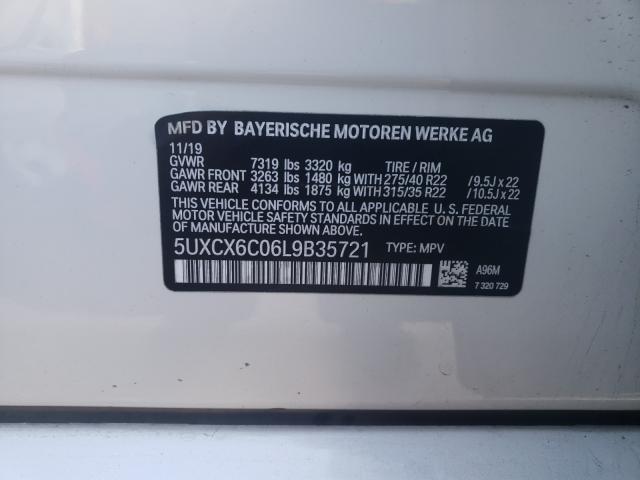 MFD BY BAYERISCHE MOTOREN WERKE AG
11/19
GVWR 7319 lbs 3320 kg TIRE / RIM
GAWR FRONT 3263 lbs 1480 kg WITH 275/40 R22 / 9.5J x 22
GAWR REAR 4134 lbs 1875 kg WITH 315/35 R22 / 10.5J x 22
THIS VEHICLE CONFORMS TO ALL APPLICABLE U. S. FEDERAL
MOTOR VEHICLE SAFETY STANDARDS IN EFFECT ON THE DATE
OF MANUFACTURE SHOWN ABOVE.
5UXCX6C06L9B35721 TYPE: MPV
A96M
7 320 729